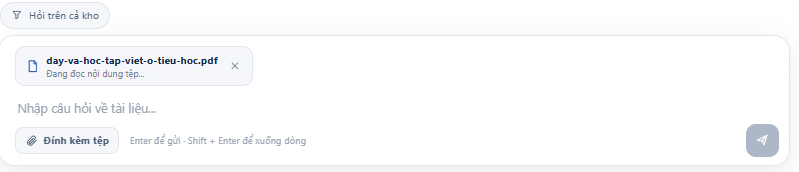 Hỏi trên cả kho
day-va-hoc-tap-viet-o-tieu-hoc.pdf
Đang đọc nội dung tệp...
Nhập câu hỏi về tài liệu...
Đính kèm tệp
Enter để gửi · Shift + Enter để xuống dòng